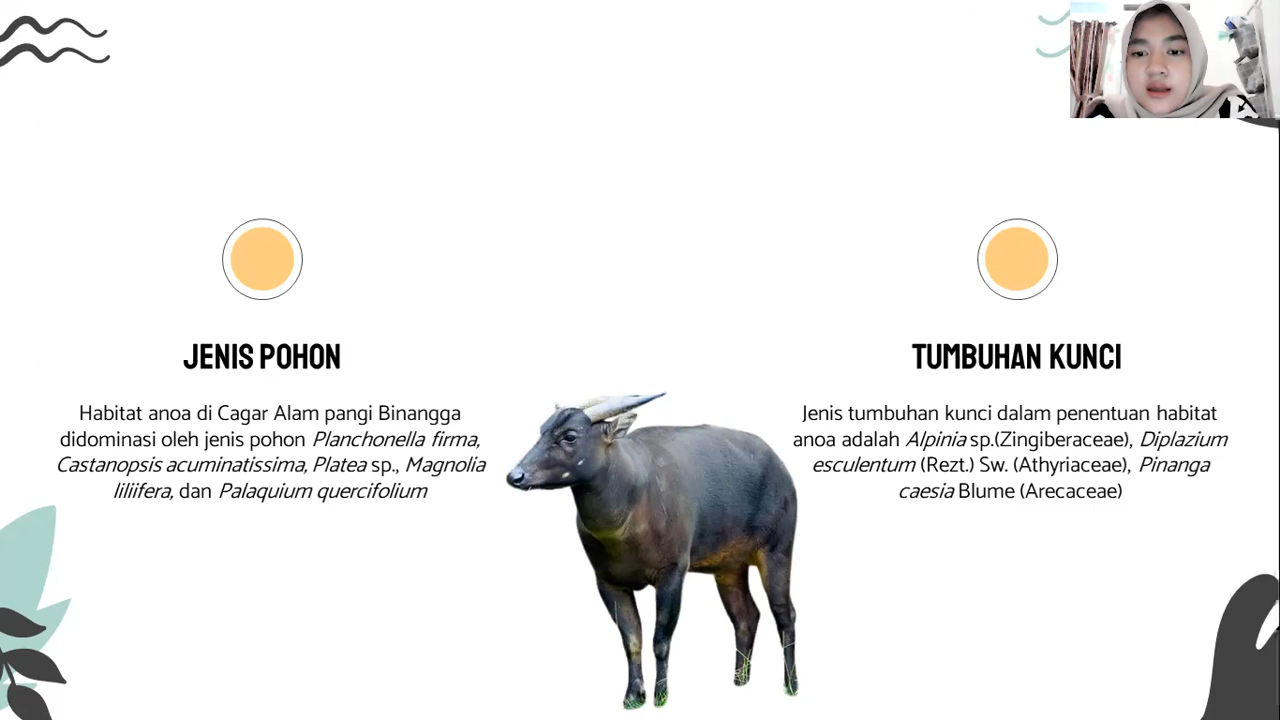 JENIS POHON
Habitat anoa di Cagar Alam pangi Binangga
didominasi oleh jenis pohon Planchonella firma,
Castanopsis acuminatissima, Platea sp., Magnolia
liliifera, dan Palaquium quercifolium
TUMBUHAN KUNCI
Jenis tumbuhan kunci dalam penentuan habitat
anoa adalah Alpinia sp.(Zingiberaceae), Diplazium
esculentum (Rezt.) Sw. (Athyriaceae), Pinanga
caesia Blume (Arecaceae)